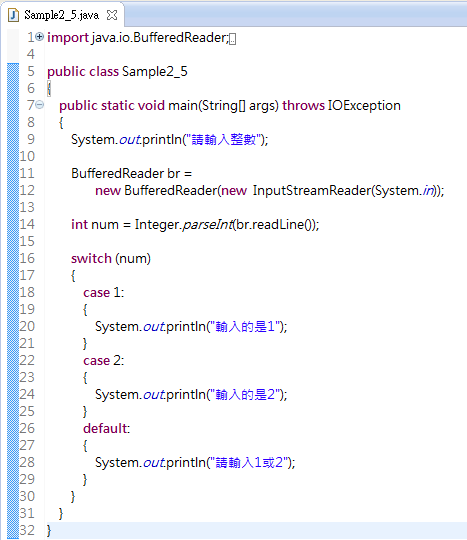 Sample2_5.java
1 import java.io.BufferedReader;
4
5 public class Sample2_5
6 {
7 public static void main(String[] args) throws IOException
8 {
9 System.out.println("請輸入整數");
10
11 BufferedReader br =
12 new BufferedReader(new InputStreamReader(System.in));
13
14 int num = Integer.parseInt(br.readLine());
15
16 switch (num)
17 {
18 case 1:
19 {
20 System.out.println("輸入的是1");
21 }
22 case 2:
23 {
24 System.out.println("輸入的是2");
25 }
26 default:
27 {
28 System.out.println("請輸入1或2");
29 }
30 }
31 }
32 }